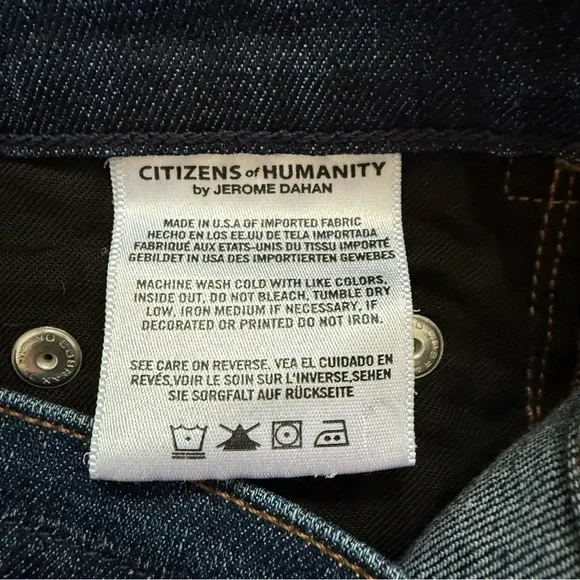 CITIZENS of HUMANITY
by JEROME DAHAN
MADE IN U.S.A OF IMPORTED FABRIC
HECHO EN LOS EE.UU DE TELA IMPORTADA
FABRIQUÉ AUX ETATS-UNIS DU TISSU IMPORTÉ
GEBILDET IN USA DES IMPORTIERTEN GEWEBES
MACHINE WASH COLD WITH LIKE COLORS,
INSIDE OUT, DO NOT BLEACH, TUMBLE DRY
LOW, IRON MEDIUM IF NECESSARY, IF
DECORATED OR PRINTED DO NOT IRON.
SEE CARE ON REVERSE. VEA EL CUIDADO EN
REVÉS,VOIR LE SOIN SUR L'INVERSE,SEHEN
SIE SORGFALT AUF RÜCKSEITE